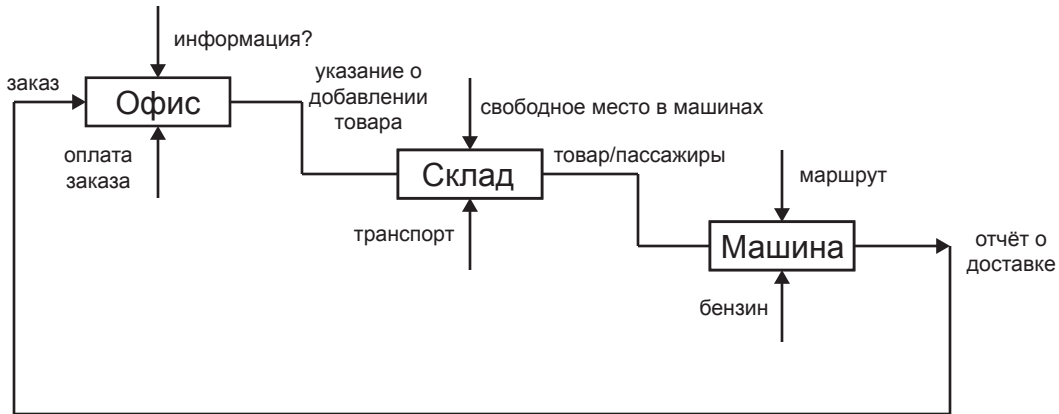 информация?
заказ
Офис
оплата
заказа
указание о
добавлении
товара
свободное место в машинах
Склад
транспорт
товар/пассажиры
маршрут
Машина
бензин
отчёт о
доставке